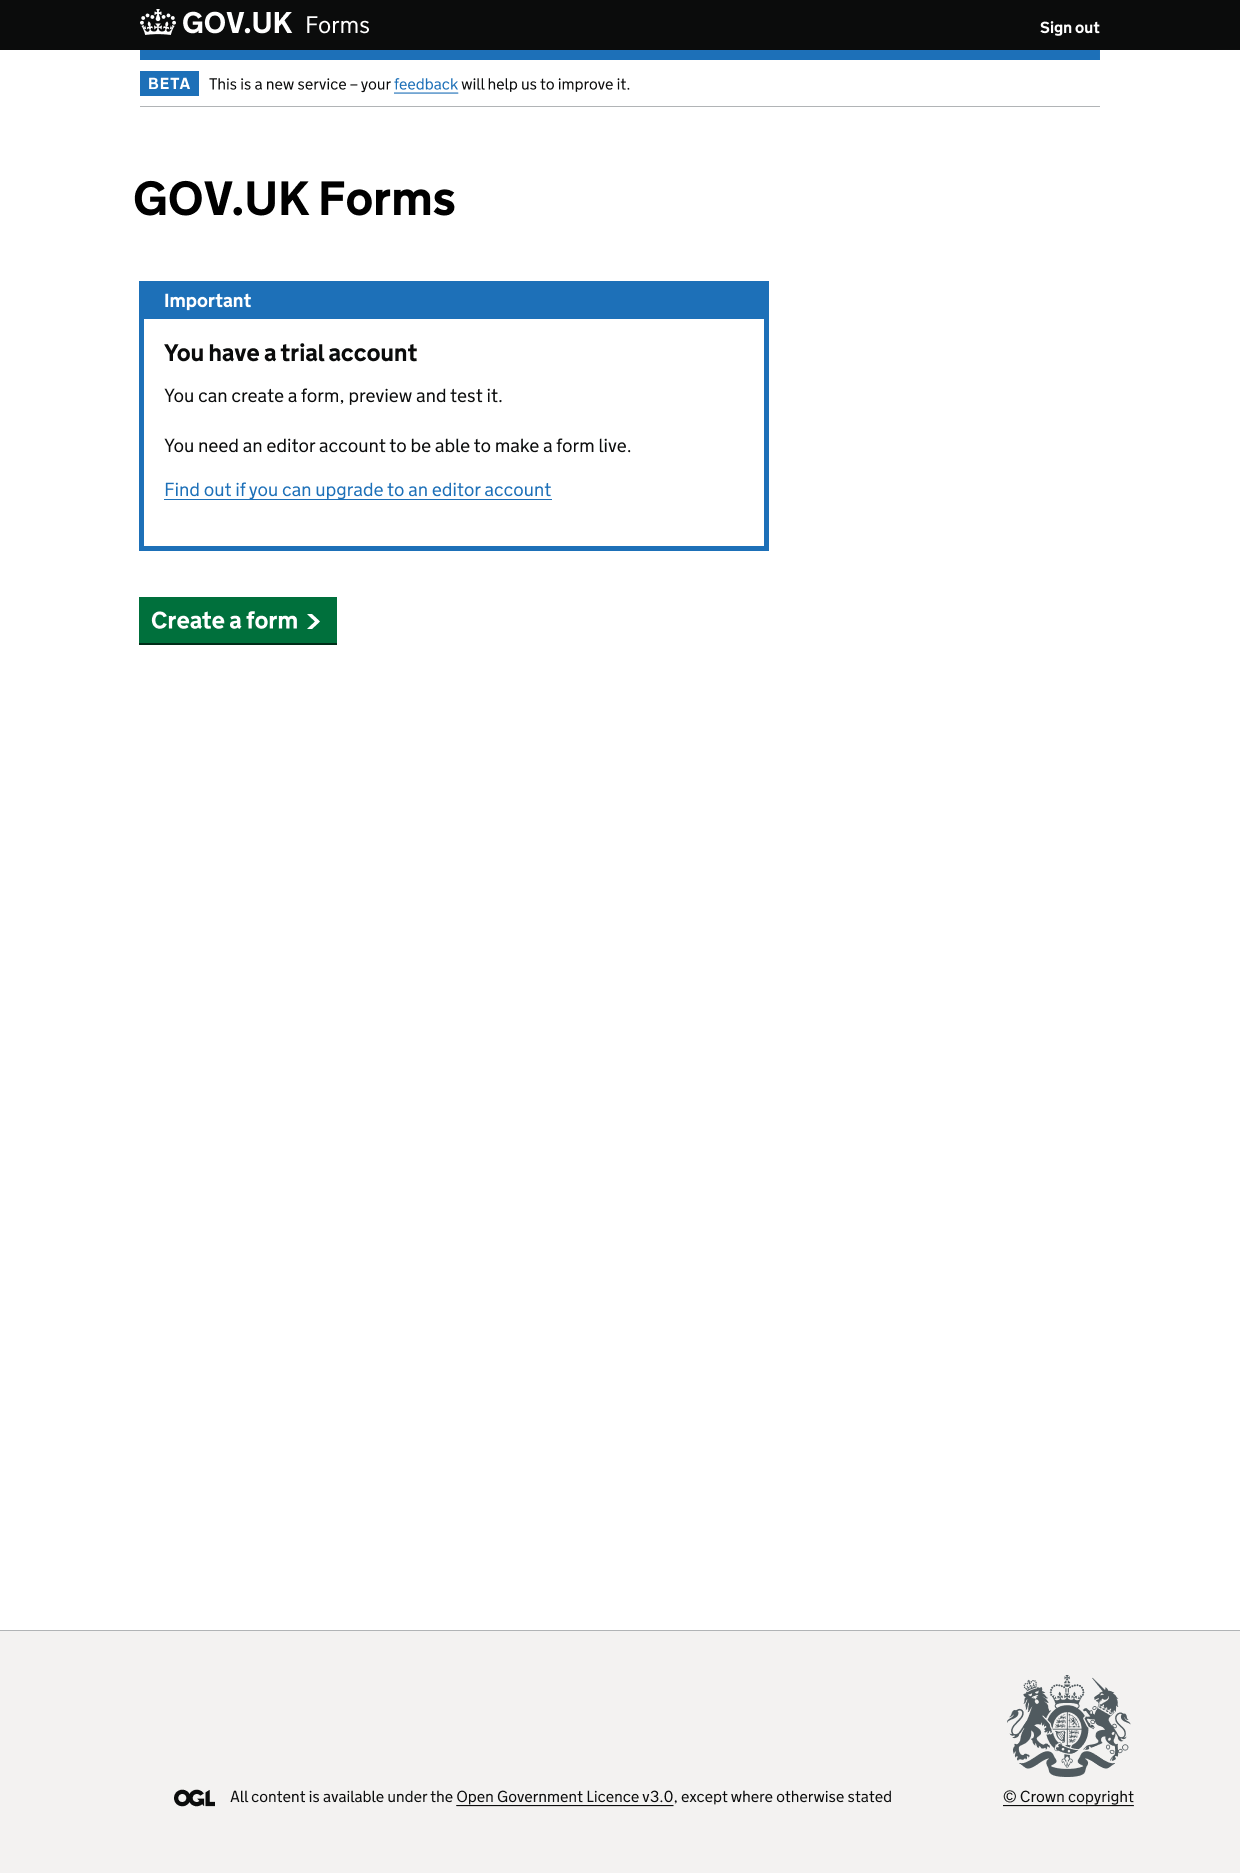 GOV.UK Forms
Sign out
BETA This is a new service – your feedback will help us to improve it.
GOV.UK Forms
Important
You have a trial account
You can create a form, preview and test it.
You need an editor account to be able to make a form live.
Find out if you can upgrade to an editor account
Create a form
OGL All content is available under the Open Government Licence v3.0, except where otherwise stated
© Crown copyright